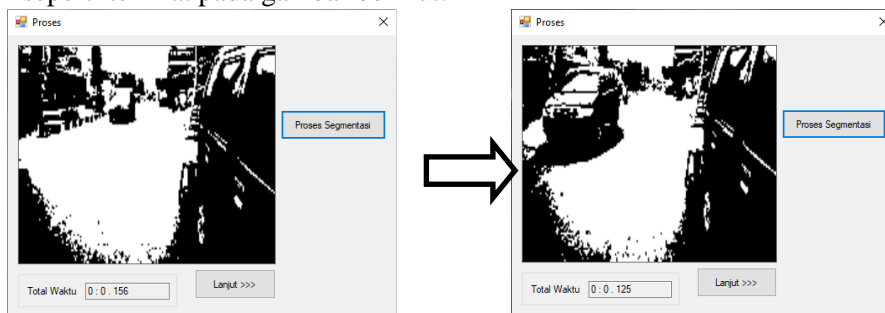 Proses
Proses Segmentasi
Total Waktu 0 : 0 . 156
Lanjut >>>
Proses
Proses Segmentasi
Total Waktu 0 : 0 . 125
Lanjut >>>